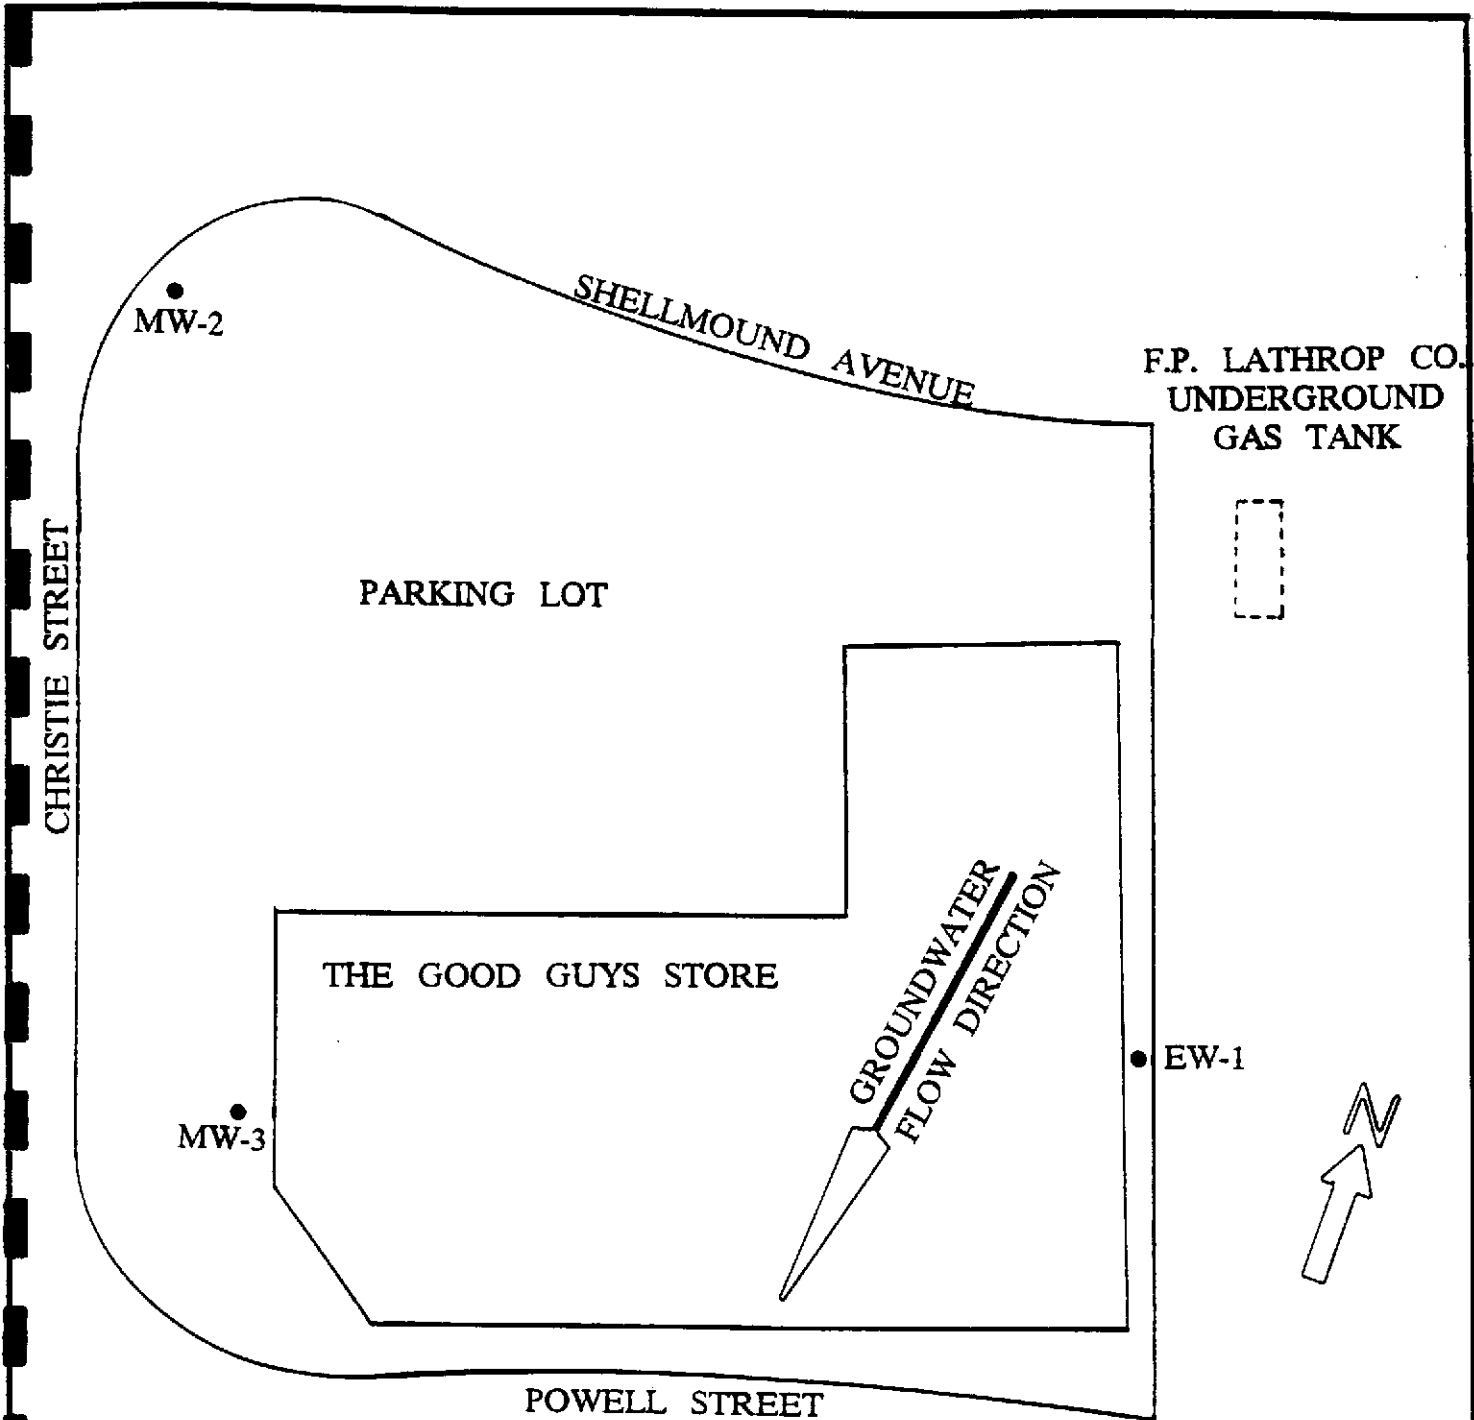 MW-2
SHELLMOUND AVENUE
F.P. LATHROP CO.
UNDERGROUND
GAS TANK
CHRISTIE STREET
PARKING LOT
THE GOOD GUYS STORE
GROUNDWATER
FLOW DIRECTION
EW-1
N
MW-3
POWELL STREET